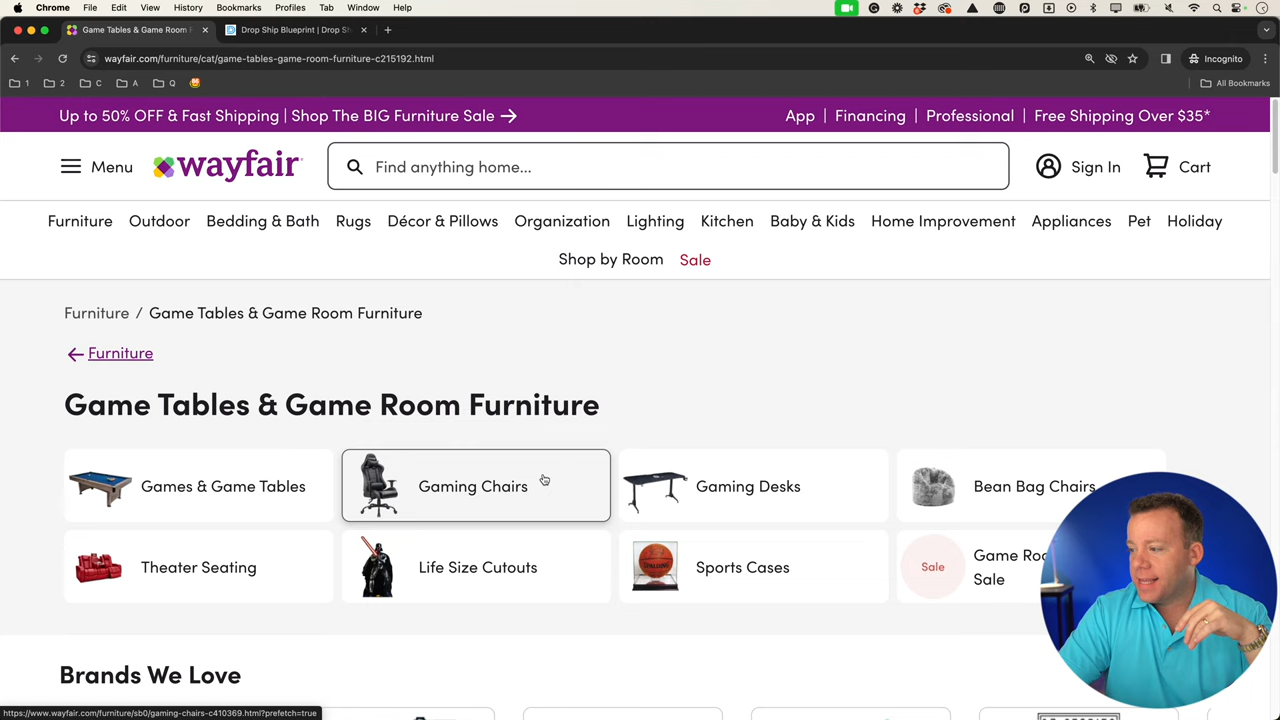 Chrome File Edit View History Bookmarks Profiles Tab Window Help
Game Tables & Game Room F
Drop Ship Blueprint | Drop Sh
wayfair.com/furniture/cat/game-tables-game-room-furniture-c215192.html
Incognito
1 2 C A Q
All Bookmarks
Up to 50% OFF & Fast Shipping | Shop The BIG Furniture Sale →
App | Financing | Professional | Free Shipping Over $35*
Menu
wayfair
Find anything home...
Sign In
Cart
Furniture Outdoor Bedding & Bath Rugs Décor & Pillows Organization Lighting Kitchen Baby & Kids Home Improvement Appliances Pet Holiday
Shop by Room Sale
Furniture / Game Tables & Game Room Furniture
← Furniture
Game Tables & Game Room Furniture
Games & Game Tables
Gaming Chairs
Gaming Desks
Bean Bag Chairs
Theater Seating
Life Size Cutouts
SPALDING
Sports Cases
Sale
Game Roo
Sale
Brands We Love
https://www.wayfair.com/furniture/sb0/gaming-chairs-c410369.html?prefetch=true